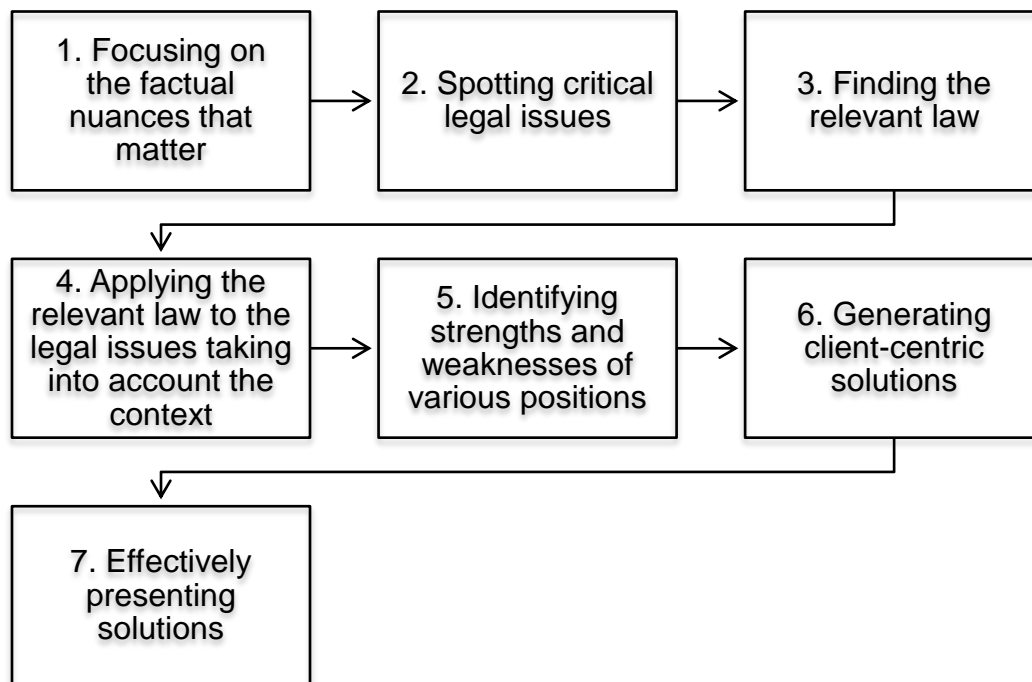 1. Focusing on
the factual
nuances that
matter
2. Spotting critical
legal issues
3. Finding the
relevant law
4. Applying the
relevant law to the
legal issues taking
into account the
context
5. Identifying
strengths and
weaknesses of
various positions
6. Generating
client-centric
solutions
7. Effectively
presenting
solutions